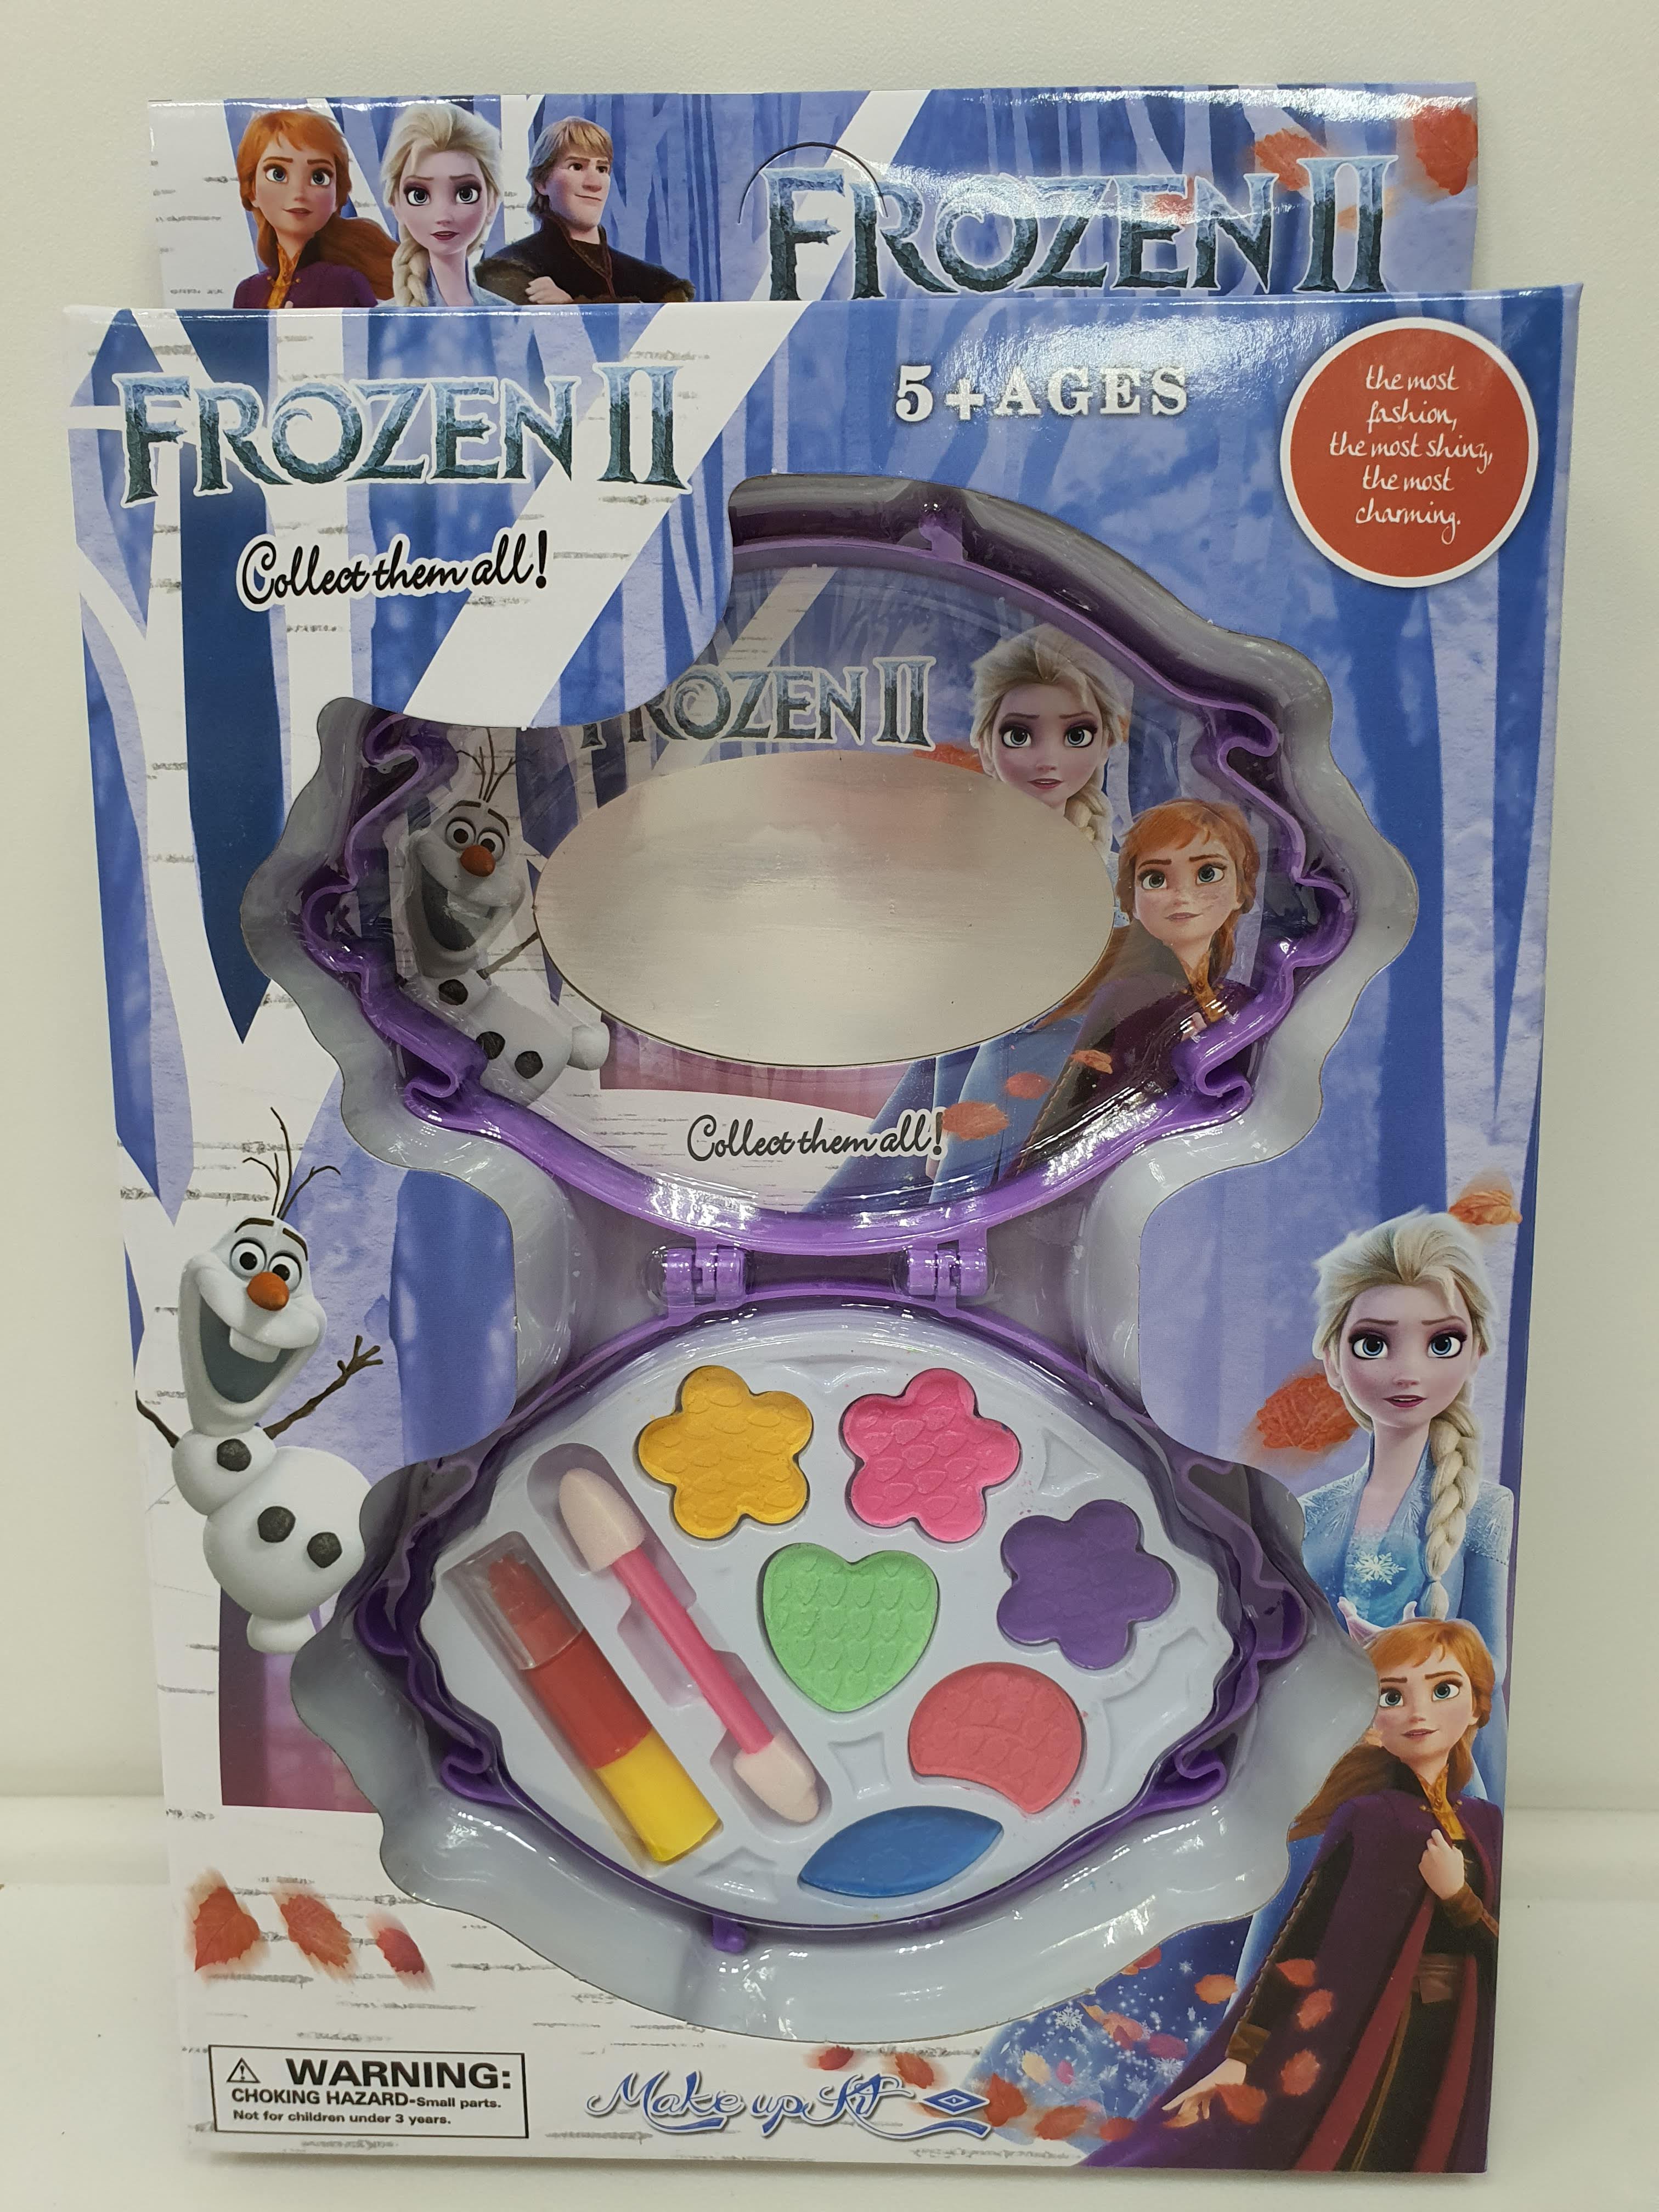 FROZEN II
FROZEN II
5+AGES
the most
fashion,
the most shing,
the most
charming.
Collect them all!
ROZEN II
Collect them all!
WARNING:
CHOKING HAZARD-Small parts.
Not for children under 3 years.
Make up Kit